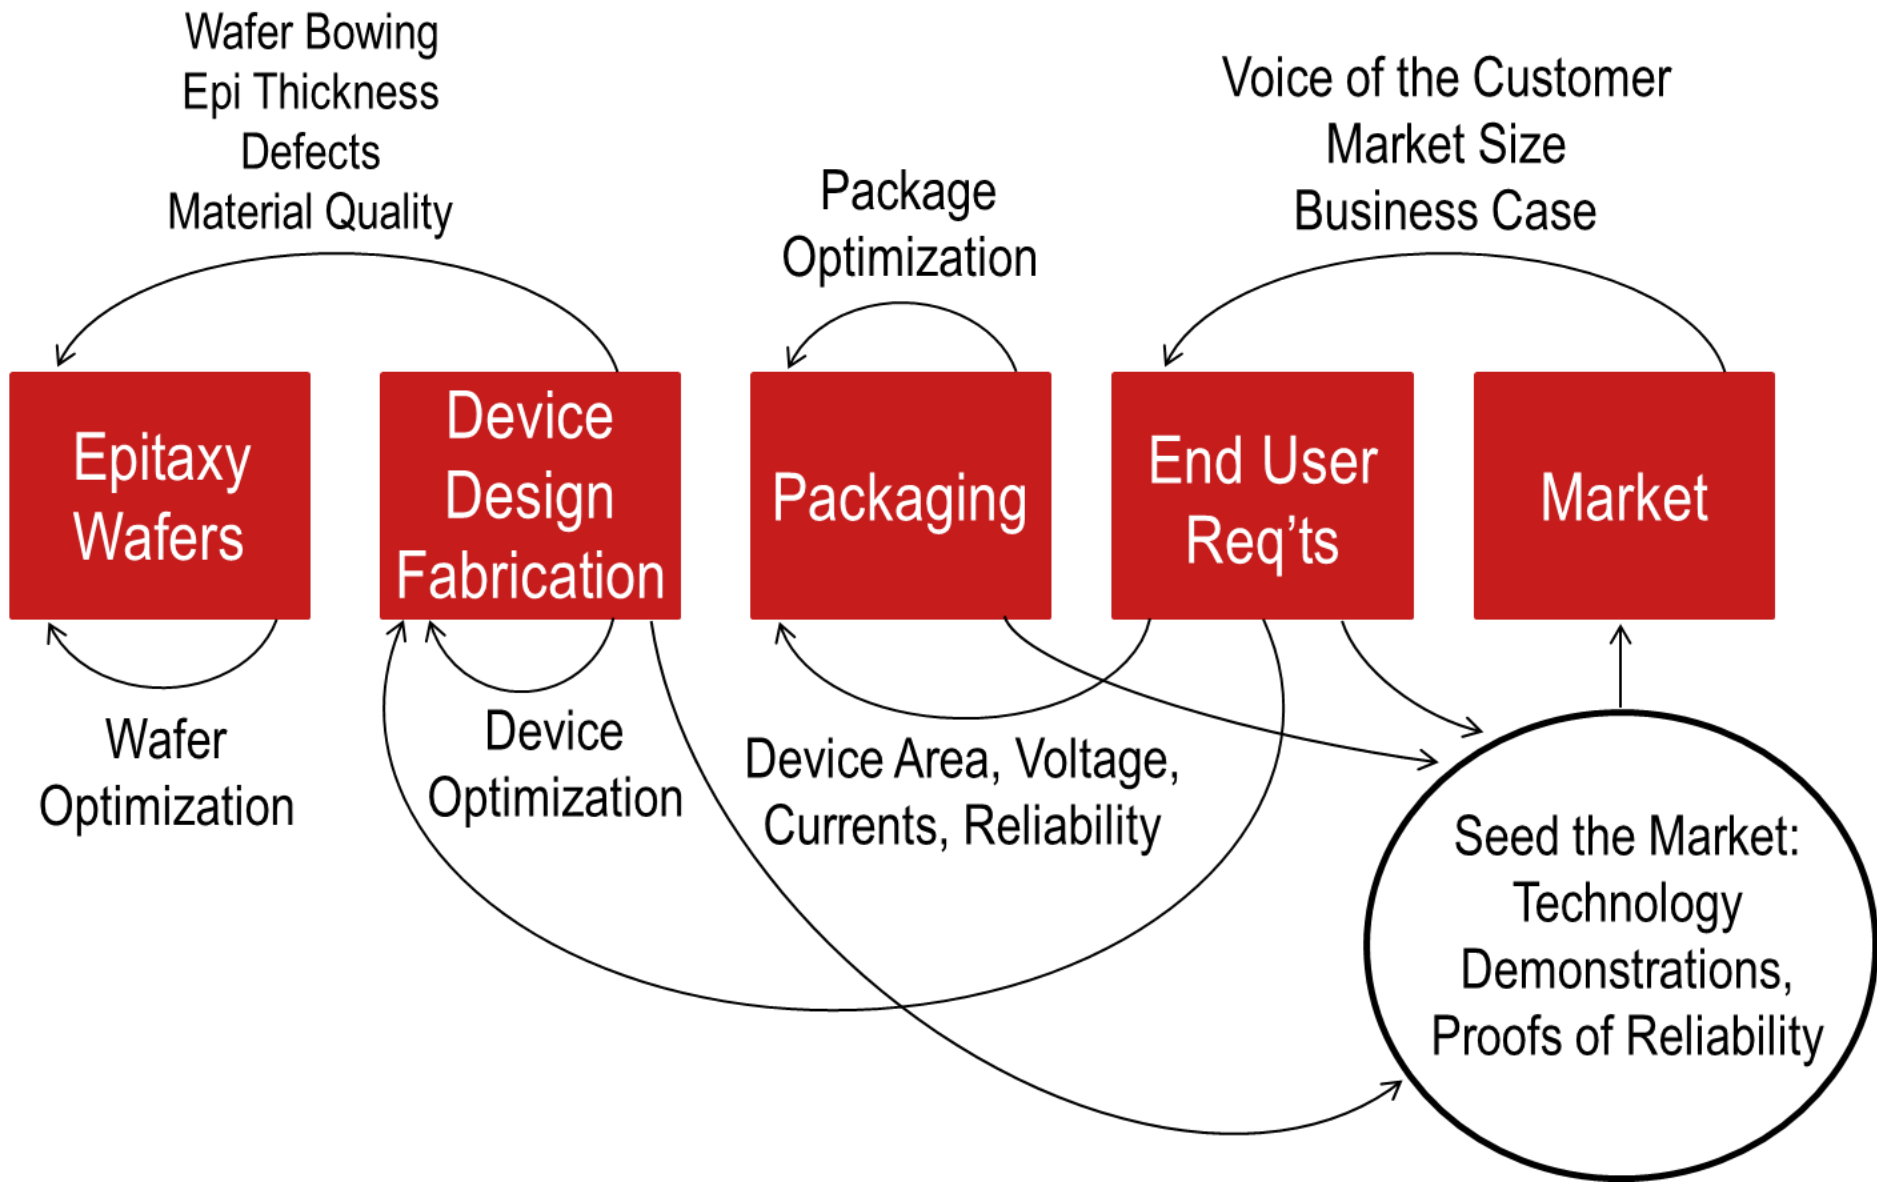 Wafer Bowing
Epi Thickness
Defects
Material Quality
Package
Optimization
Voice of the Customer
Market Size
Business Case
Epitaxy
Wafers
Device
Design
Fabrication
Packaging
End User
Req’ts
Market
Wafer
Optimization
Device
Optimization
Device Area, Voltage,
Currents, Reliability
Seed the Market:
Technology
Demonstrations,
Proofs of Reliability